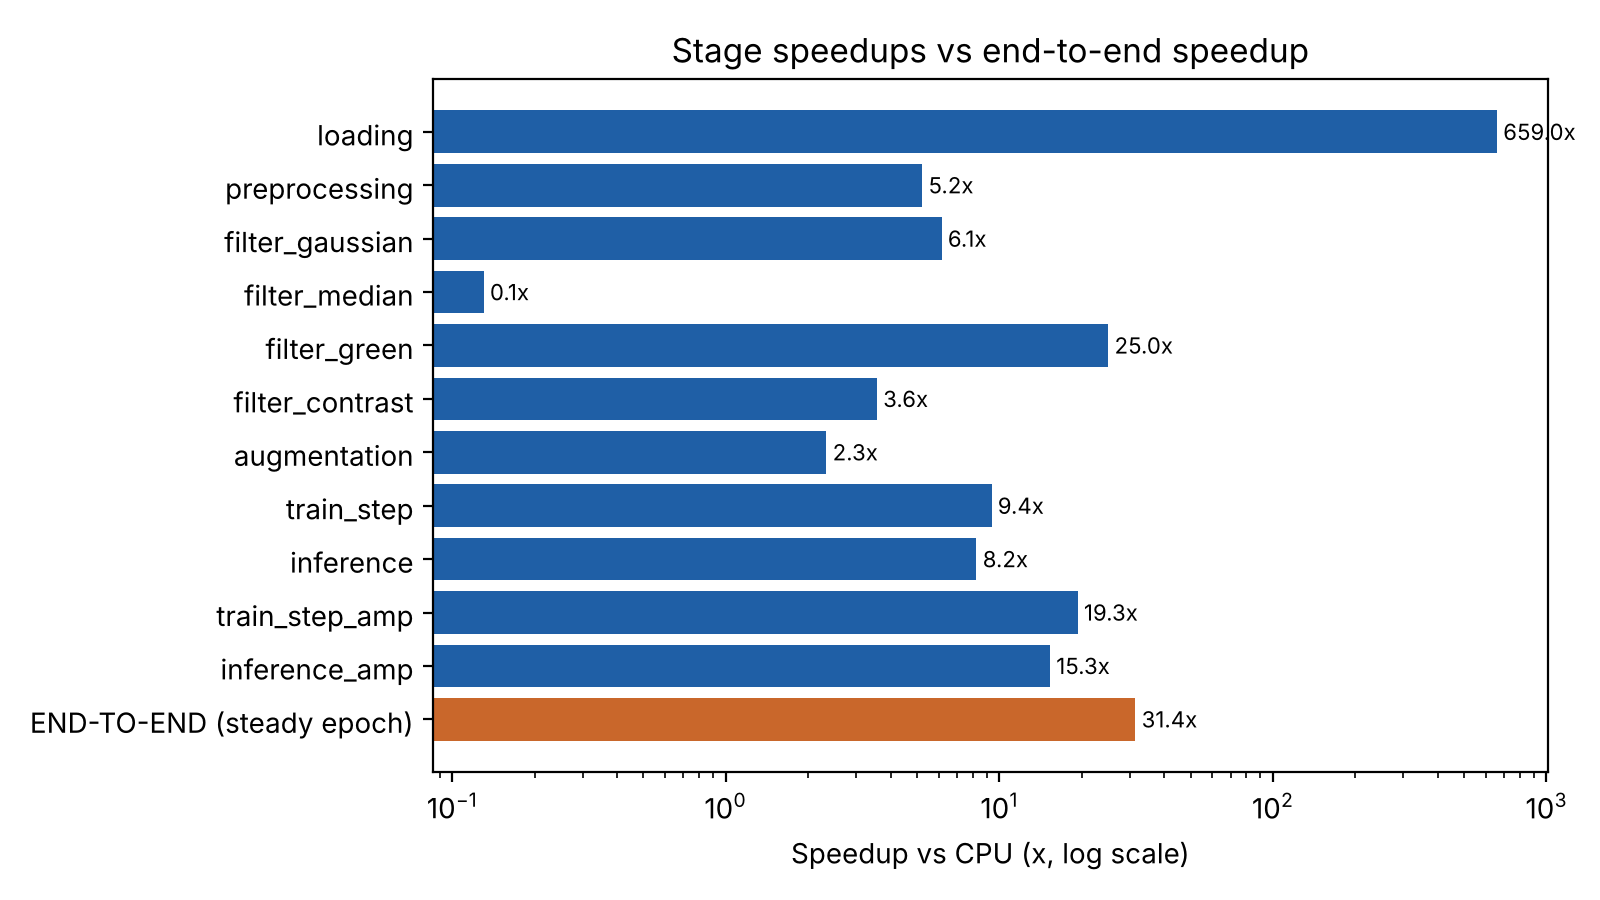 Stage speedups vs end-to-end speedup
loading 659.0x
preprocessing 5.2x
filter_gaussian 6.1x
filter_median 0.1x
filter_green 25.0x
filter_contrast 3.6x
augmentation 2.3x
train_step 9.4x
inference 8.2x
train_step_amp 19.3x
inference_amp 15.3x
END-TO-END (steady epoch) 31.4x
10⁻¹ 10⁰ 10¹ 10² 10³
Speedup vs CPU (x, log scale)